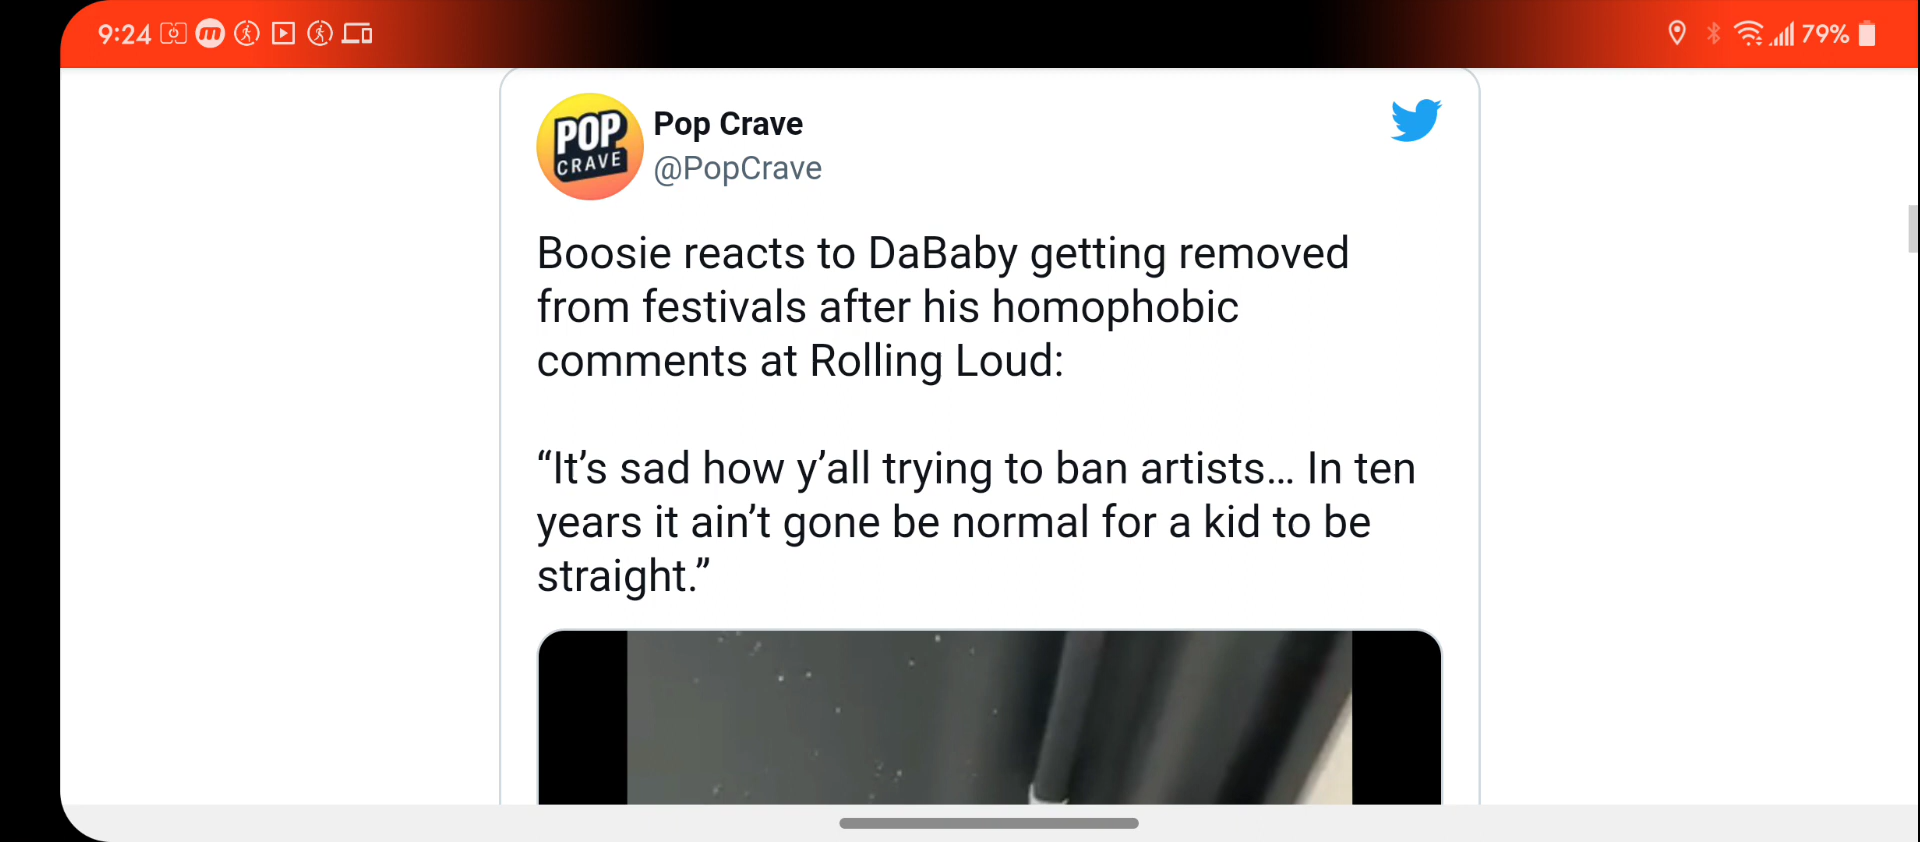 9:24
79%
POP
CRAVE
Pop Crave
@PopCrave
Boosie reacts to DaBaby getting removed
from festivals after his homophobic
comments at Rolling Loud:
“It’s sad how y’all trying to ban artists... In ten
years it ain’t gone be normal for a kid to be
straight.”